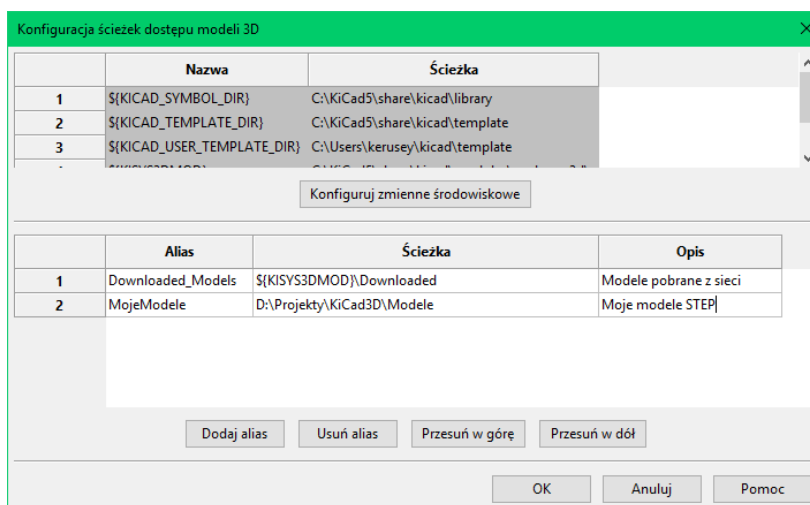 Konfiguracja ścieżek dostępu modeli 3D
Nazwa Ścieżka
1 ${KICAD_SYMBOL_DIR} C:\KiCad5\share\kicad\library
2 ${KICAD_TEMPLATE_DIR} C:\KiCad5\share\kicad\template
3 ${KICAD_USER_TEMPLATE_DIR} C:\Users\kerusey\kicad\template
Konfiguruj zmienne środowiskowe
Alias Ścieżka Opis
1 Downloaded_Models ${KISYS3DMOD}\Downloaded Modele pobrane z sieci
2 MojeModele D:\Projekty\KiCad3D\Modele Moje modele STEP
Dodaj alias Usuń alias Przesuń w górę Przesuń w dół
OK Anuluj Pomoc